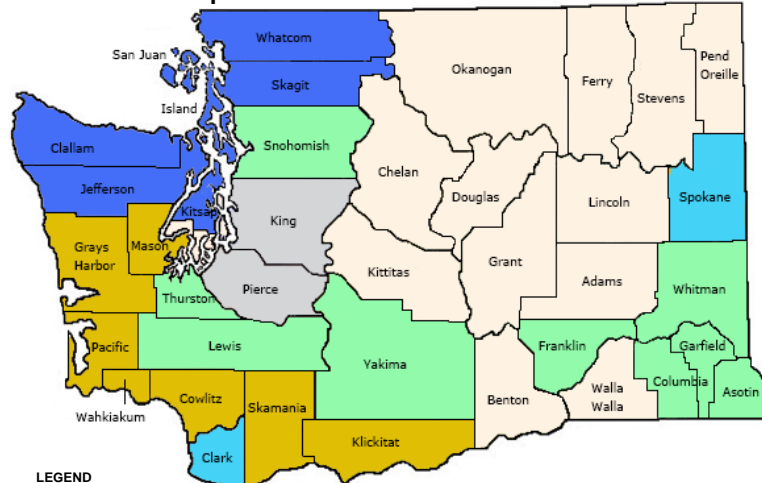 Whatcom
San Juan
Skagit
Island
Okanogan
Ferry
Stevens
Pend
Oreille
Clallam
Snohomish
Chelan
Douglas
Jefferson
Kitsap
King
Lincoln
Spokane
Grays
Harbor
Mason
Kittitas
Grant
Adams
Whitman
Thurston
Pierce
Pacific
Lewis
Yakima
Franklin
Garfield
Columbia
Asotin
Wahkiakum
Cowlitz
Skamania
Benton
Walla
Walla
Klickitat
Clark
LEGEND